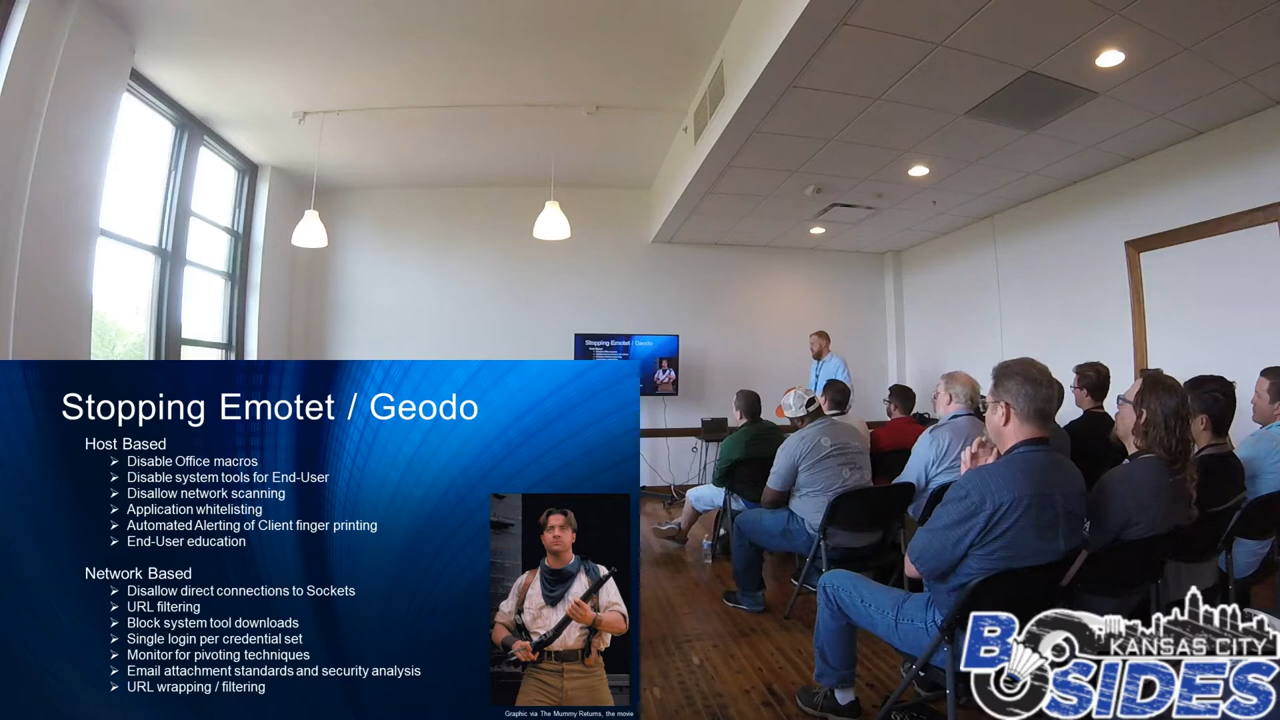 Stopping Emotet / Geodo
Stopping Emotet / Geodo
Host Based
➢ Disable Office macros
➢ Disable system tools for End-User
➢ Disallow network scanning
➢ Application whitelisting
➢ Automated Alerting of Client finger printing
➢ End-User education
Network Based
➢ Disallow direct connections to Sockets
➢ URL filtering
➢ Block system tool downloads
➢ Single login per credential set
➢ Monitor for pivoting techniques
➢ Email attachment standards and security analysis
➢ URL wrapping / filtering
Graphic via The Mummy Returns, the movie
KANSAS CITY
BSIDES